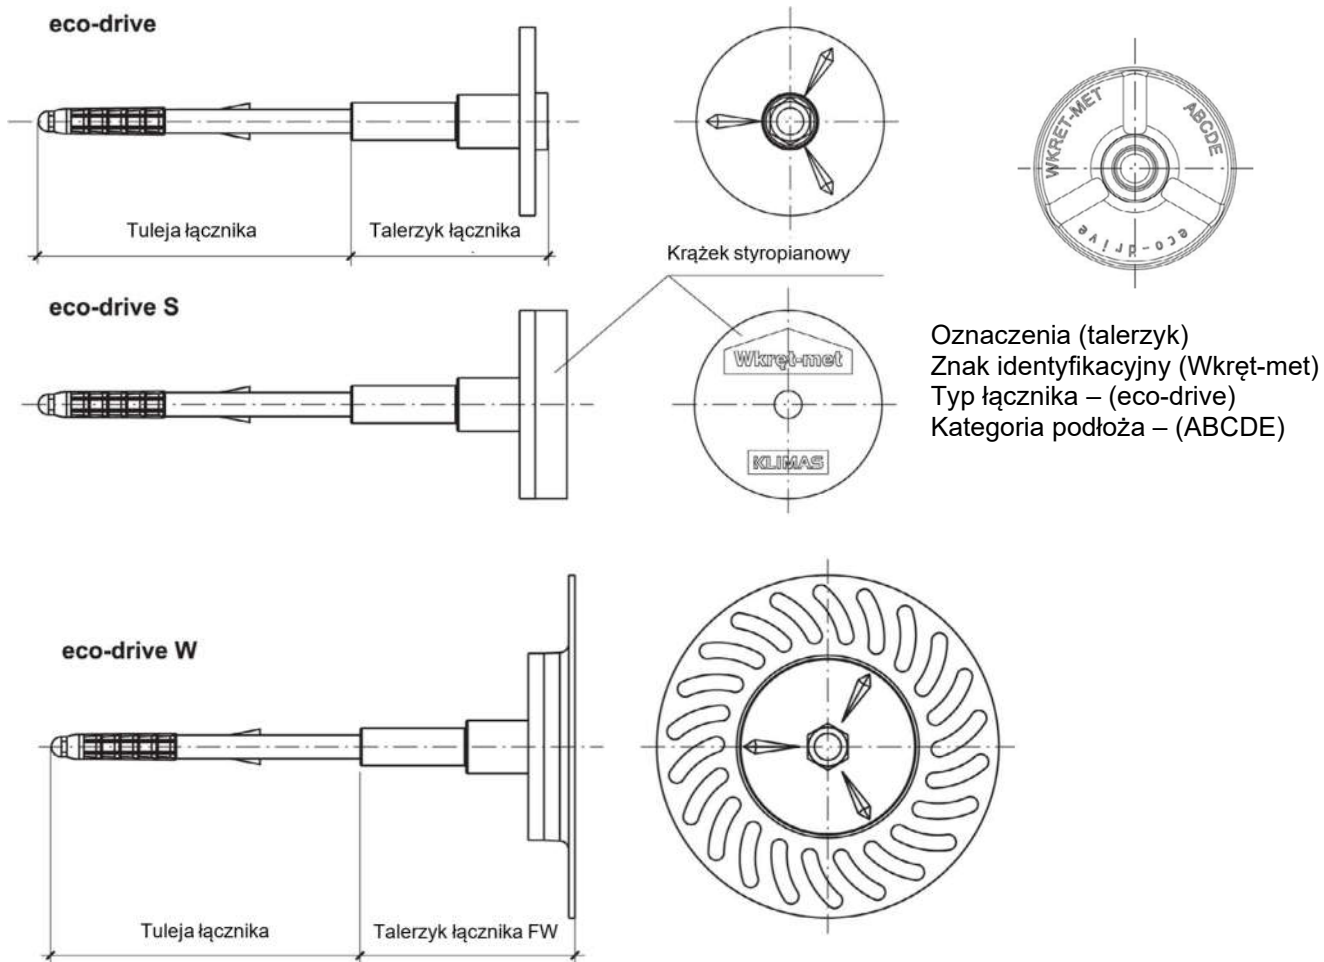 eco-drive
WKRET-MET
ABCDE
eco-drive
Tuleja łącznika
Talerzyk łącznika
Krążek styropianowy
eco-drive S
Wkręt-met
KLIMAS
Oznaczenia (talerzyk)
Znak identyfikacyjny (Wkręt-met)
Typ łącznika – (eco-drive)
Kategoria podłoża – (ABCDE)
eco-drive W
Tuleja łącznika
Talerzyk łącznika FW